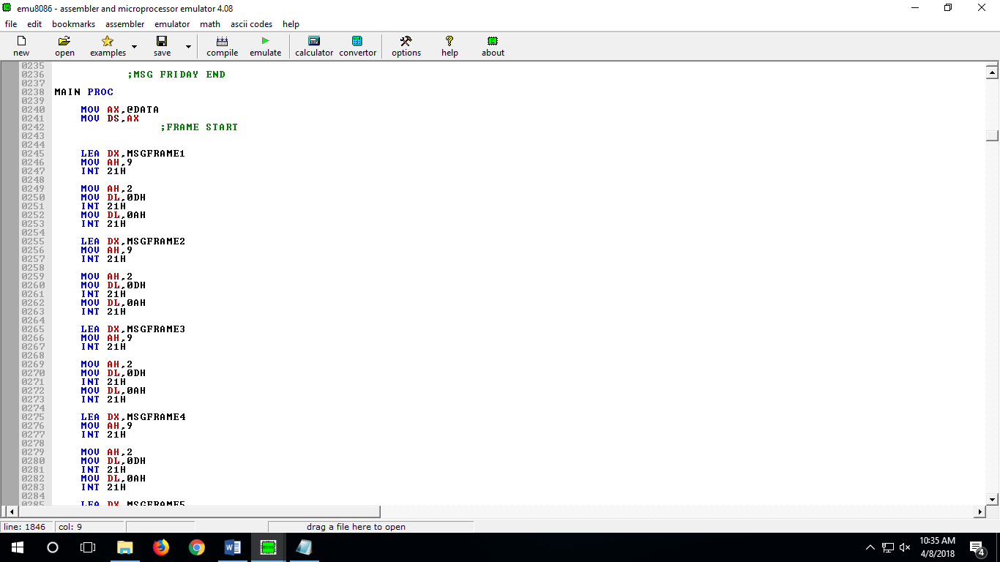 emu8086 - assembler and microprocessor emulator 4.08
file edit bookmarks assembler emulator math ascii codes help
new open examples save compile emulate calculator convertor options help about
0235
0236 ;MSG FRIDAY END
0237
0238 MAIN PROC
0239
0240 MOV AX,@DATA
0241 MOV DS,AX
0242 ;FRAME START
0243
0244
0245 LEA DX,MSGFRAME1
0246 MOV AH,9
0247 INT 21H
0248
0249 MOV AH,2
0250 MOV DL,0DH
0251 INT 21H
0252 MOV DL,0AH
0253 INT 21H
0254
0255 LEA DX,MSGFRAME2
0256 MOV AH,9
0257 INT 21H
0258
0259 MOV AH,2
0260 MOV DL,0DH
0261 INT 21H
0262 MOV DL,0AH
0263 INT 21H
0264
0265 LEA DX,MSGFRAME3
0266 MOV AH,9
0267 INT 21H
0268
0269 MOV AH,2
0270 MOV DL,0DH
0271 INT 21H
0272 MOV DL,0AH
0273 INT 21H
0274
0275 LEA DX,MSGFRAME4
0276 MOV AH,9
0277 INT 21H
0278
0279 MOV AH,2
0280 MOV DL,0DH
0281 INT 21H
0282 MOV DL,0AH
0283 INT 21H
0284
0285 LEA DX,MSGFRAME5
line: 1846 col: 9 drag a file here to open
8086
10:35 AM
4/8/2018
4